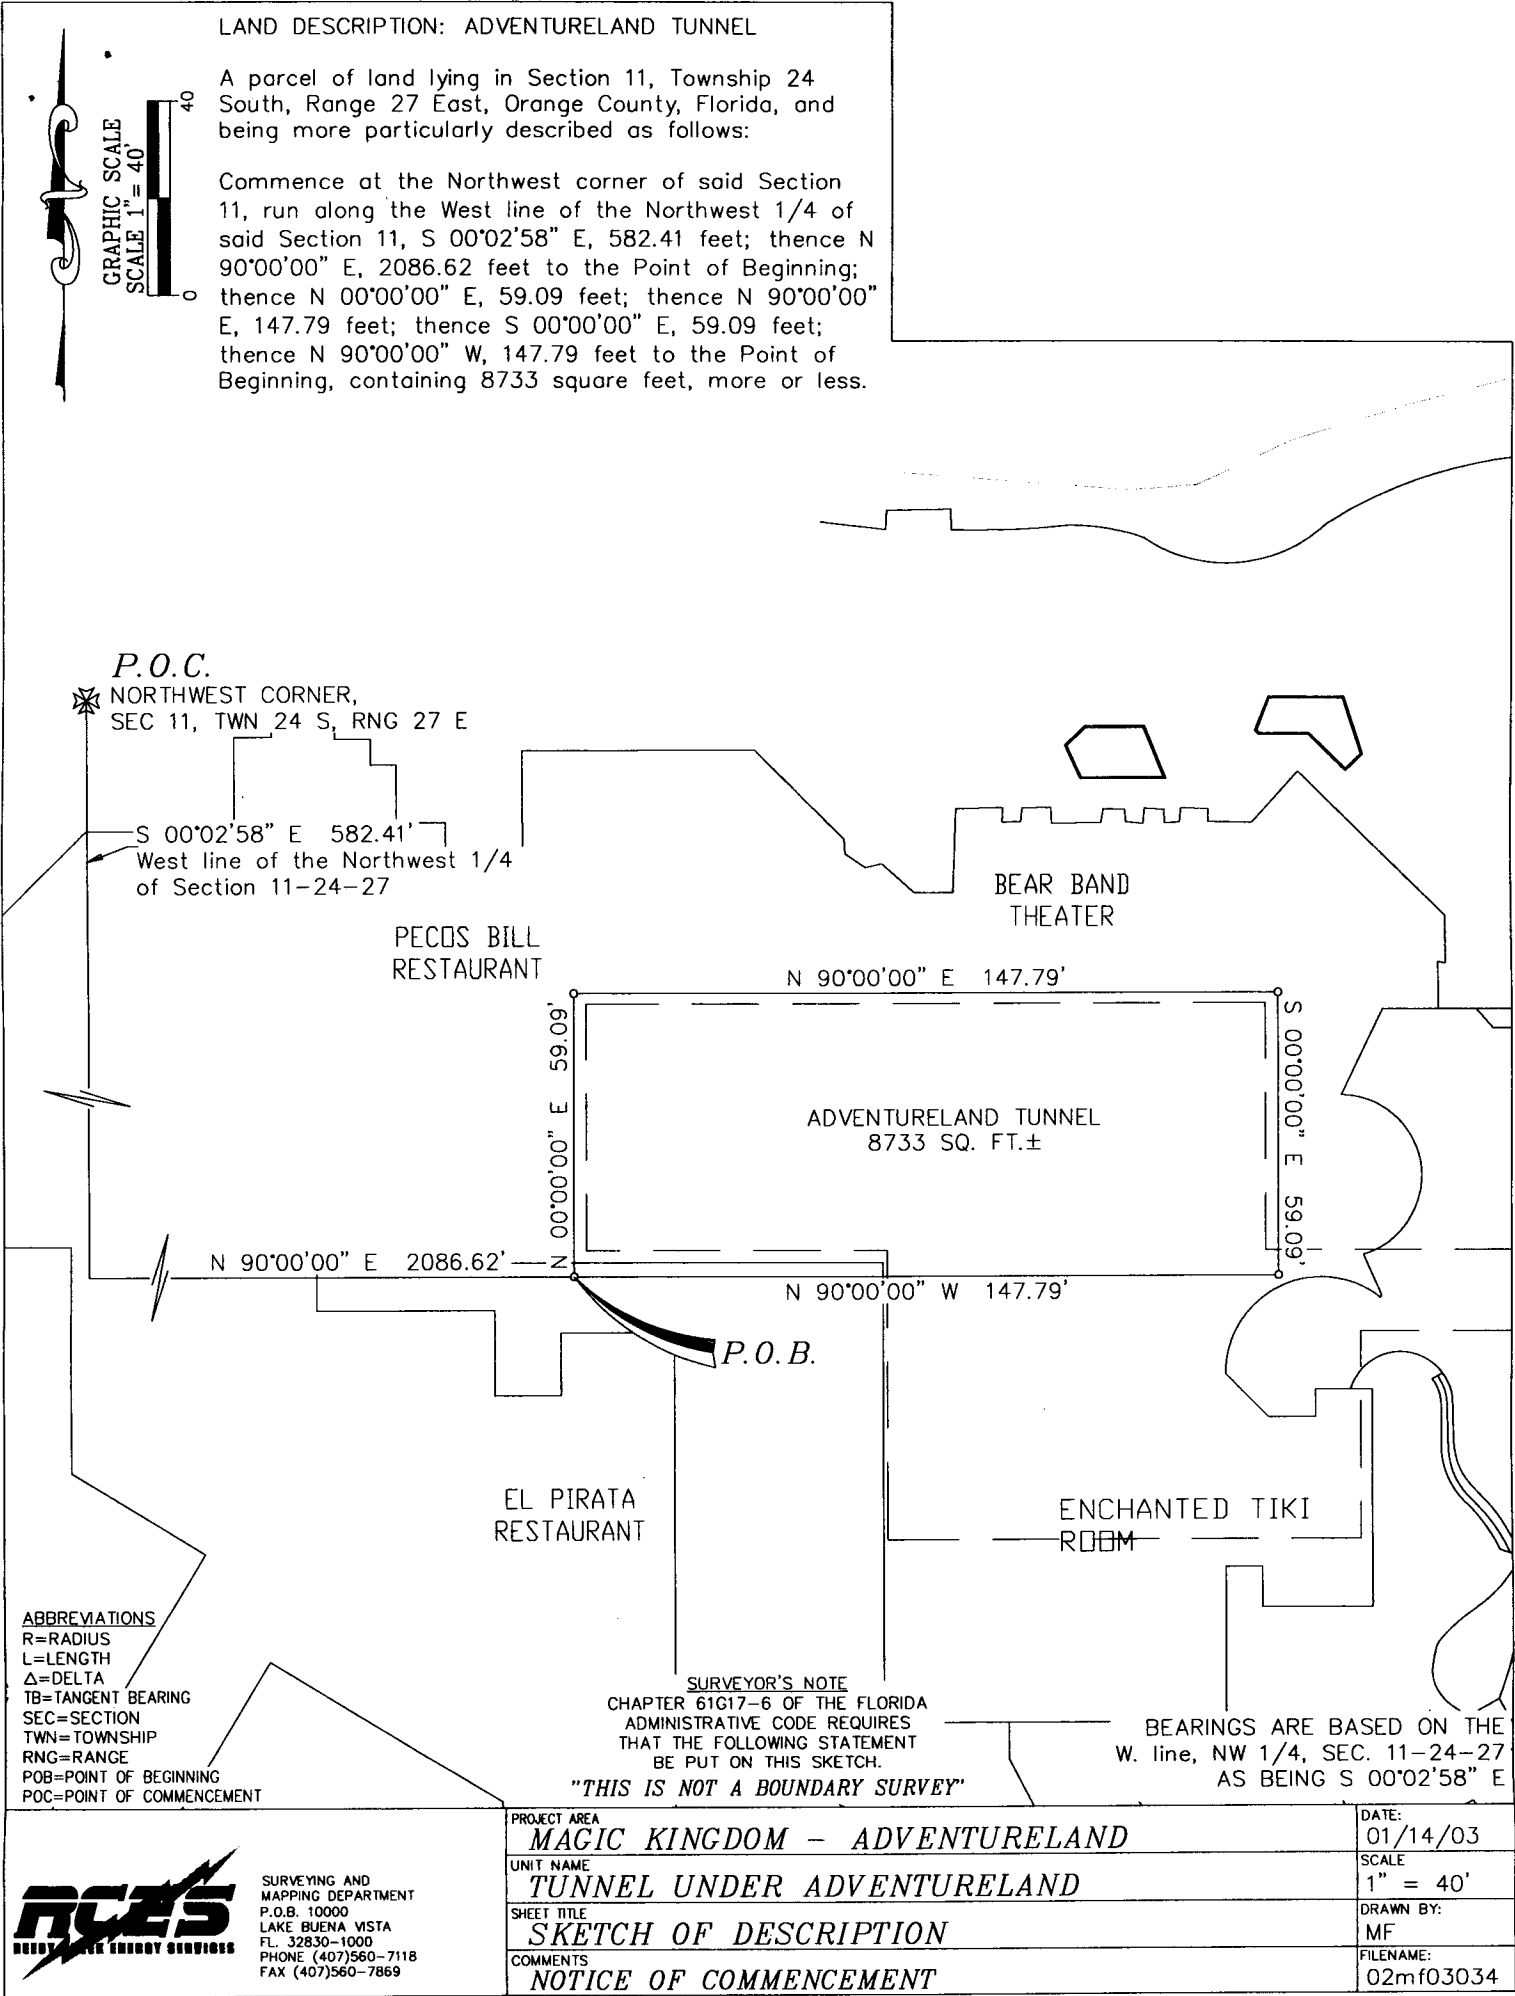 LAND DESCRIPTION: ADVENTURELAND TUNNEL
A parcel of land lying in Section 11, Township 24
South, Range 27 East, Orange County, Florida, and
being more particularly described as follows:
Commence at the Northwest corner of said Section
11, run along the West line of the Northwest 1/4 of
said Section 11, S 00°02'58" E, 582.41 feet; thence N
90°00'00" E, 2086.62 feet to the Point of Beginning;
thence N 00°00'00" E, 59.09 feet; thence N 90°00'00"
E, 147.79 feet; thence S 00°00'00" E, 59.09 feet;
thence N 90°00'00" W, 147.79 feet to the Point of
Beginning, containing 8733 square feet, more or less.
GRAPHIC SCALE
SCALE 1"= 40'
40
0
P.O.C.
NORTHWEST CORNER,
SEC 11, TWN 24 S, RNG 27 E
S 00°02'58" E 582.41'
West line of the Northwest 1/4
of Section 11-24-27
PECOS BILL
RESTAURANT
BEAR BAND
THEATER
N 90°00'00" E 147.79'
N 00°00'00" E 59.09'
S 00°00'00" E 59.09'
ADVENTURELAND TUNNEL
8733 SQ. FT.±
N 90°00'00" E 2086.62'
N 90°00'00" W 147.79'
P.O.B.
EL PIRATA
RESTAURANT
ENCHANTED TIKI
ROOM
ABBREVIATIONS
R=RADIUS
L=LENGTH
Δ=DELTA
TB=TANGENT BEARING
SEC=SECTION
TWN=TOWNSHIP
RNG=RANGE
POB=POINT OF BEGINNING
POC=POINT OF COMMENCEMENT
SURVEYOR'S NOTE
CHAPTER 61G17-6 OF THE FLORIDA
ADMINISTRATIVE CODE REQUIRES
THAT THE FOLLOWING STATEMENT
BE PUT ON THIS SKETCH.
"THIS IS NOT A BOUNDARY SURVEY"
BEARINGS ARE BASED ON THE
W. line, NW 1/4, SEC. 11-24-27
AS BEING S 00°02'58" E
RCES
REEDY CREEK ENERGY SERVICES
SURVEYING AND
MAPPING DEPARTMENT
P.O.B. 10000
LAKE BUENA VISTA
FL. 32830-1000
PHONE (407)560-7118
FAX (407)560-7869
PROJECT AREA
MAGIC KINGDOM - ADVENTURELAND
UNIT NAME
TUNNEL UNDER ADVENTURELAND
SHEET TITLE
SKETCH OF DESCRIPTION
COMMENTS
NOTICE OF COMMENCEMENT
DATE:
01/14/03
SCALE
1" = 40'
DRAWN BY:
MF
FILENAME:
02mf03034